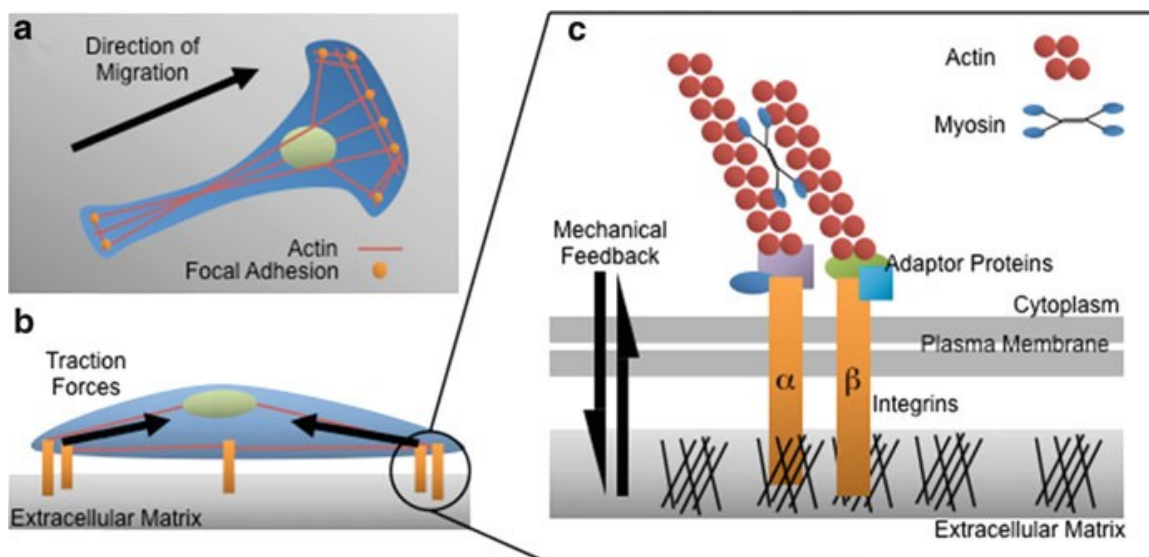 a
Direction of
Migration
Actin
Focal Adhesion
b
Traction
Forces
Extracellular Matrix
c
Actin
Myosin
Mechanical
Feedback
Adaptor Proteins
Cytoplasm
Plasma Membrane
α
β
Integrins
Extracellular Matrix